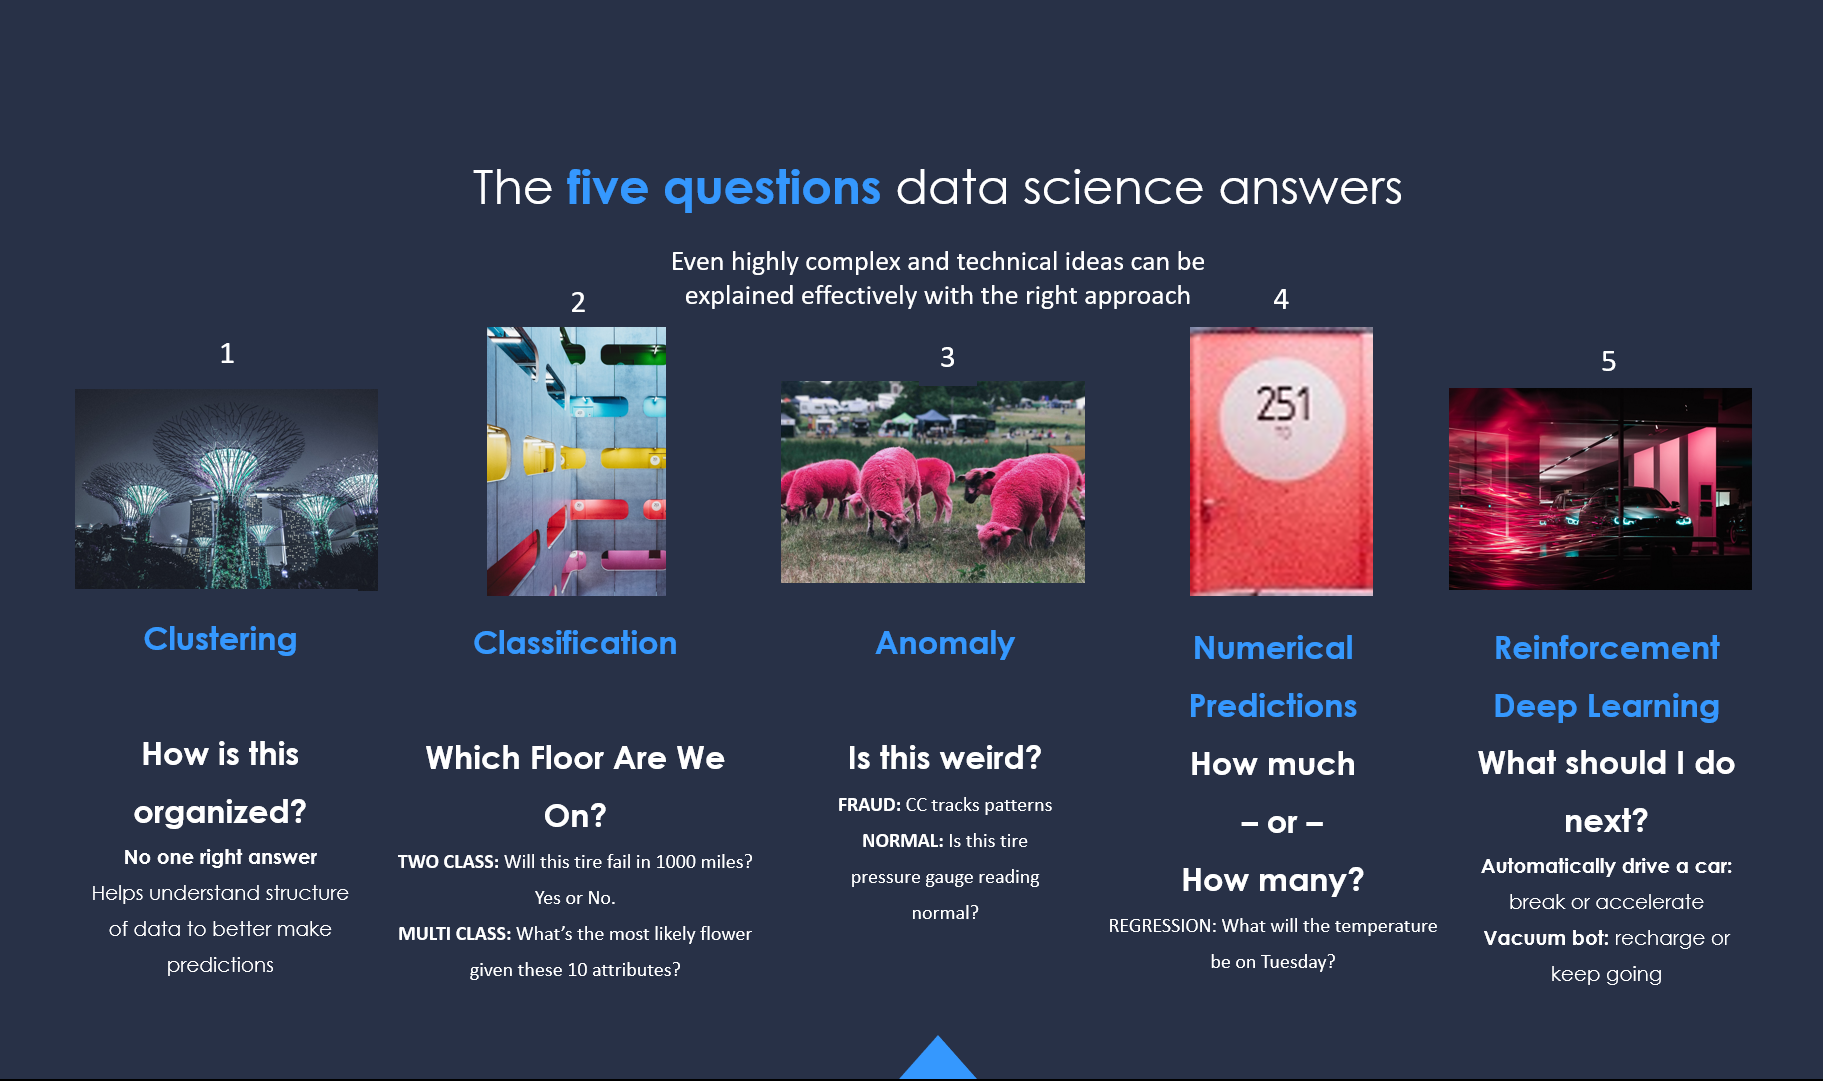 The five questions data science answers
Even highly complex and technical ideas can be
explained effectively with the right approach
1
Clustering
How is this
organized?
No one right answer
Helps understand structure
of data to better make
predictions
2
Classification
Which Floor Are We
On?
TWO CLASS: Will this tire fail in 1000 miles?
Yes or No.
MULTI CLASS: What’s the most likely flower
given these 10 attributes?
3
Anomaly
Is this weird?
FRAUD: CC tracks patterns
NORMAL: Is this tire
pressure gauge reading
normal?
4
251
Numerical
Predictions
How much
– or –
How many?
REGRESSION: What will the temperature
be on Tuesday?
5
Reinforcement
Deep Learning
What should I do
next?
Automatically drive a car:
break or accelerate
Vacuum bot: recharge or
keep going